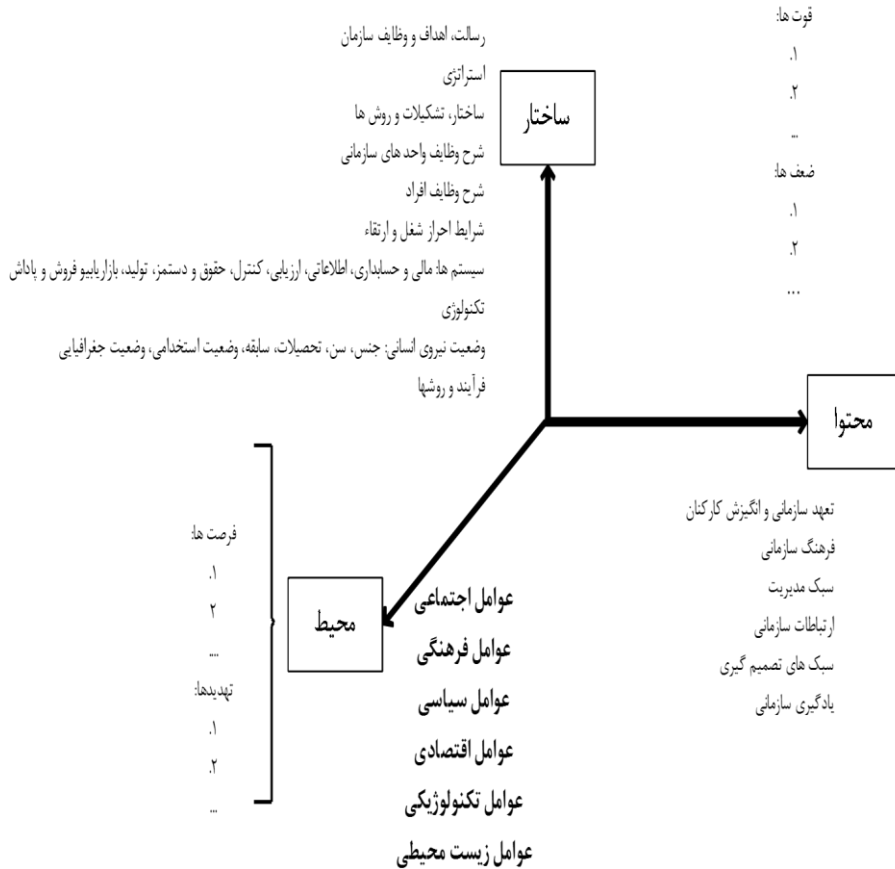 قوت ها:
.۱
.۲
...
ضعف ها:
.۱
.۲
...
رسالت، اهداف و وظایف سازمان
استراتژی
ساختار، تشکیلات و روش ها
شرح وظایف واحد های سازمانی
شرح وظایف افراد
شرایط احراز شغل و ارتقاء
سیستم ها: مالی و حسابداری، اطلاعاتی، ارزیابی، کنترل، حقوق و دستمز، تولید، بازاریابیو فروش و پاداش
تکنولوژی
وضعیت نیروی انسانی: جنس، سن، تحصیلات، سابقه، وضعیت استخدامی، وضعیت جغرافیایی
فرآیند و روشها
ساختار
محتوا
تعهد سازمانی و انگیزش کارکنان
فرهنگ سازمانی
سبک مدیریت
ارتباطات سازمانی
سبک های تصمیم گیری
یادگیری سازمانی
محیط
عوامل اجتماعی
عوامل فرهنگی
عوامل سیاسی
عوامل اقتصادی
عوامل تکنولوژیکی
عوامل زیست محیطی
فرصت ها:
.۱
۲
....
تهدیدها:
.۱
.۲
...